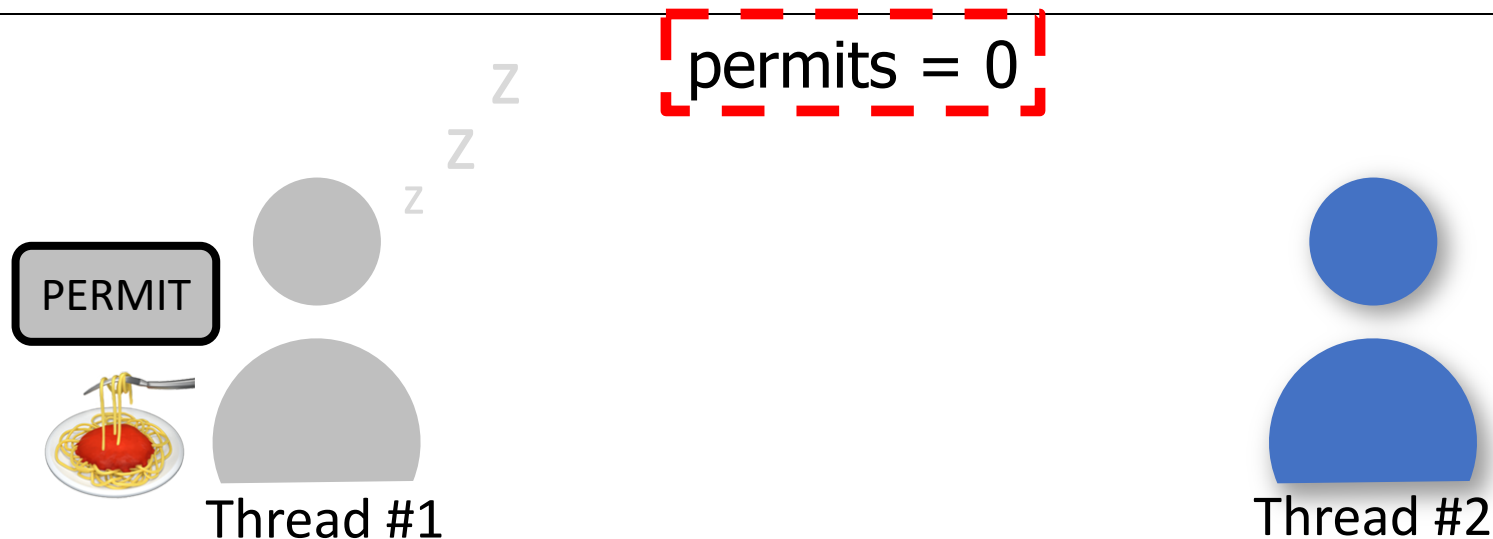 permits = 0
Z
Z
Z
PERMIT
Thread #1
Thread #2